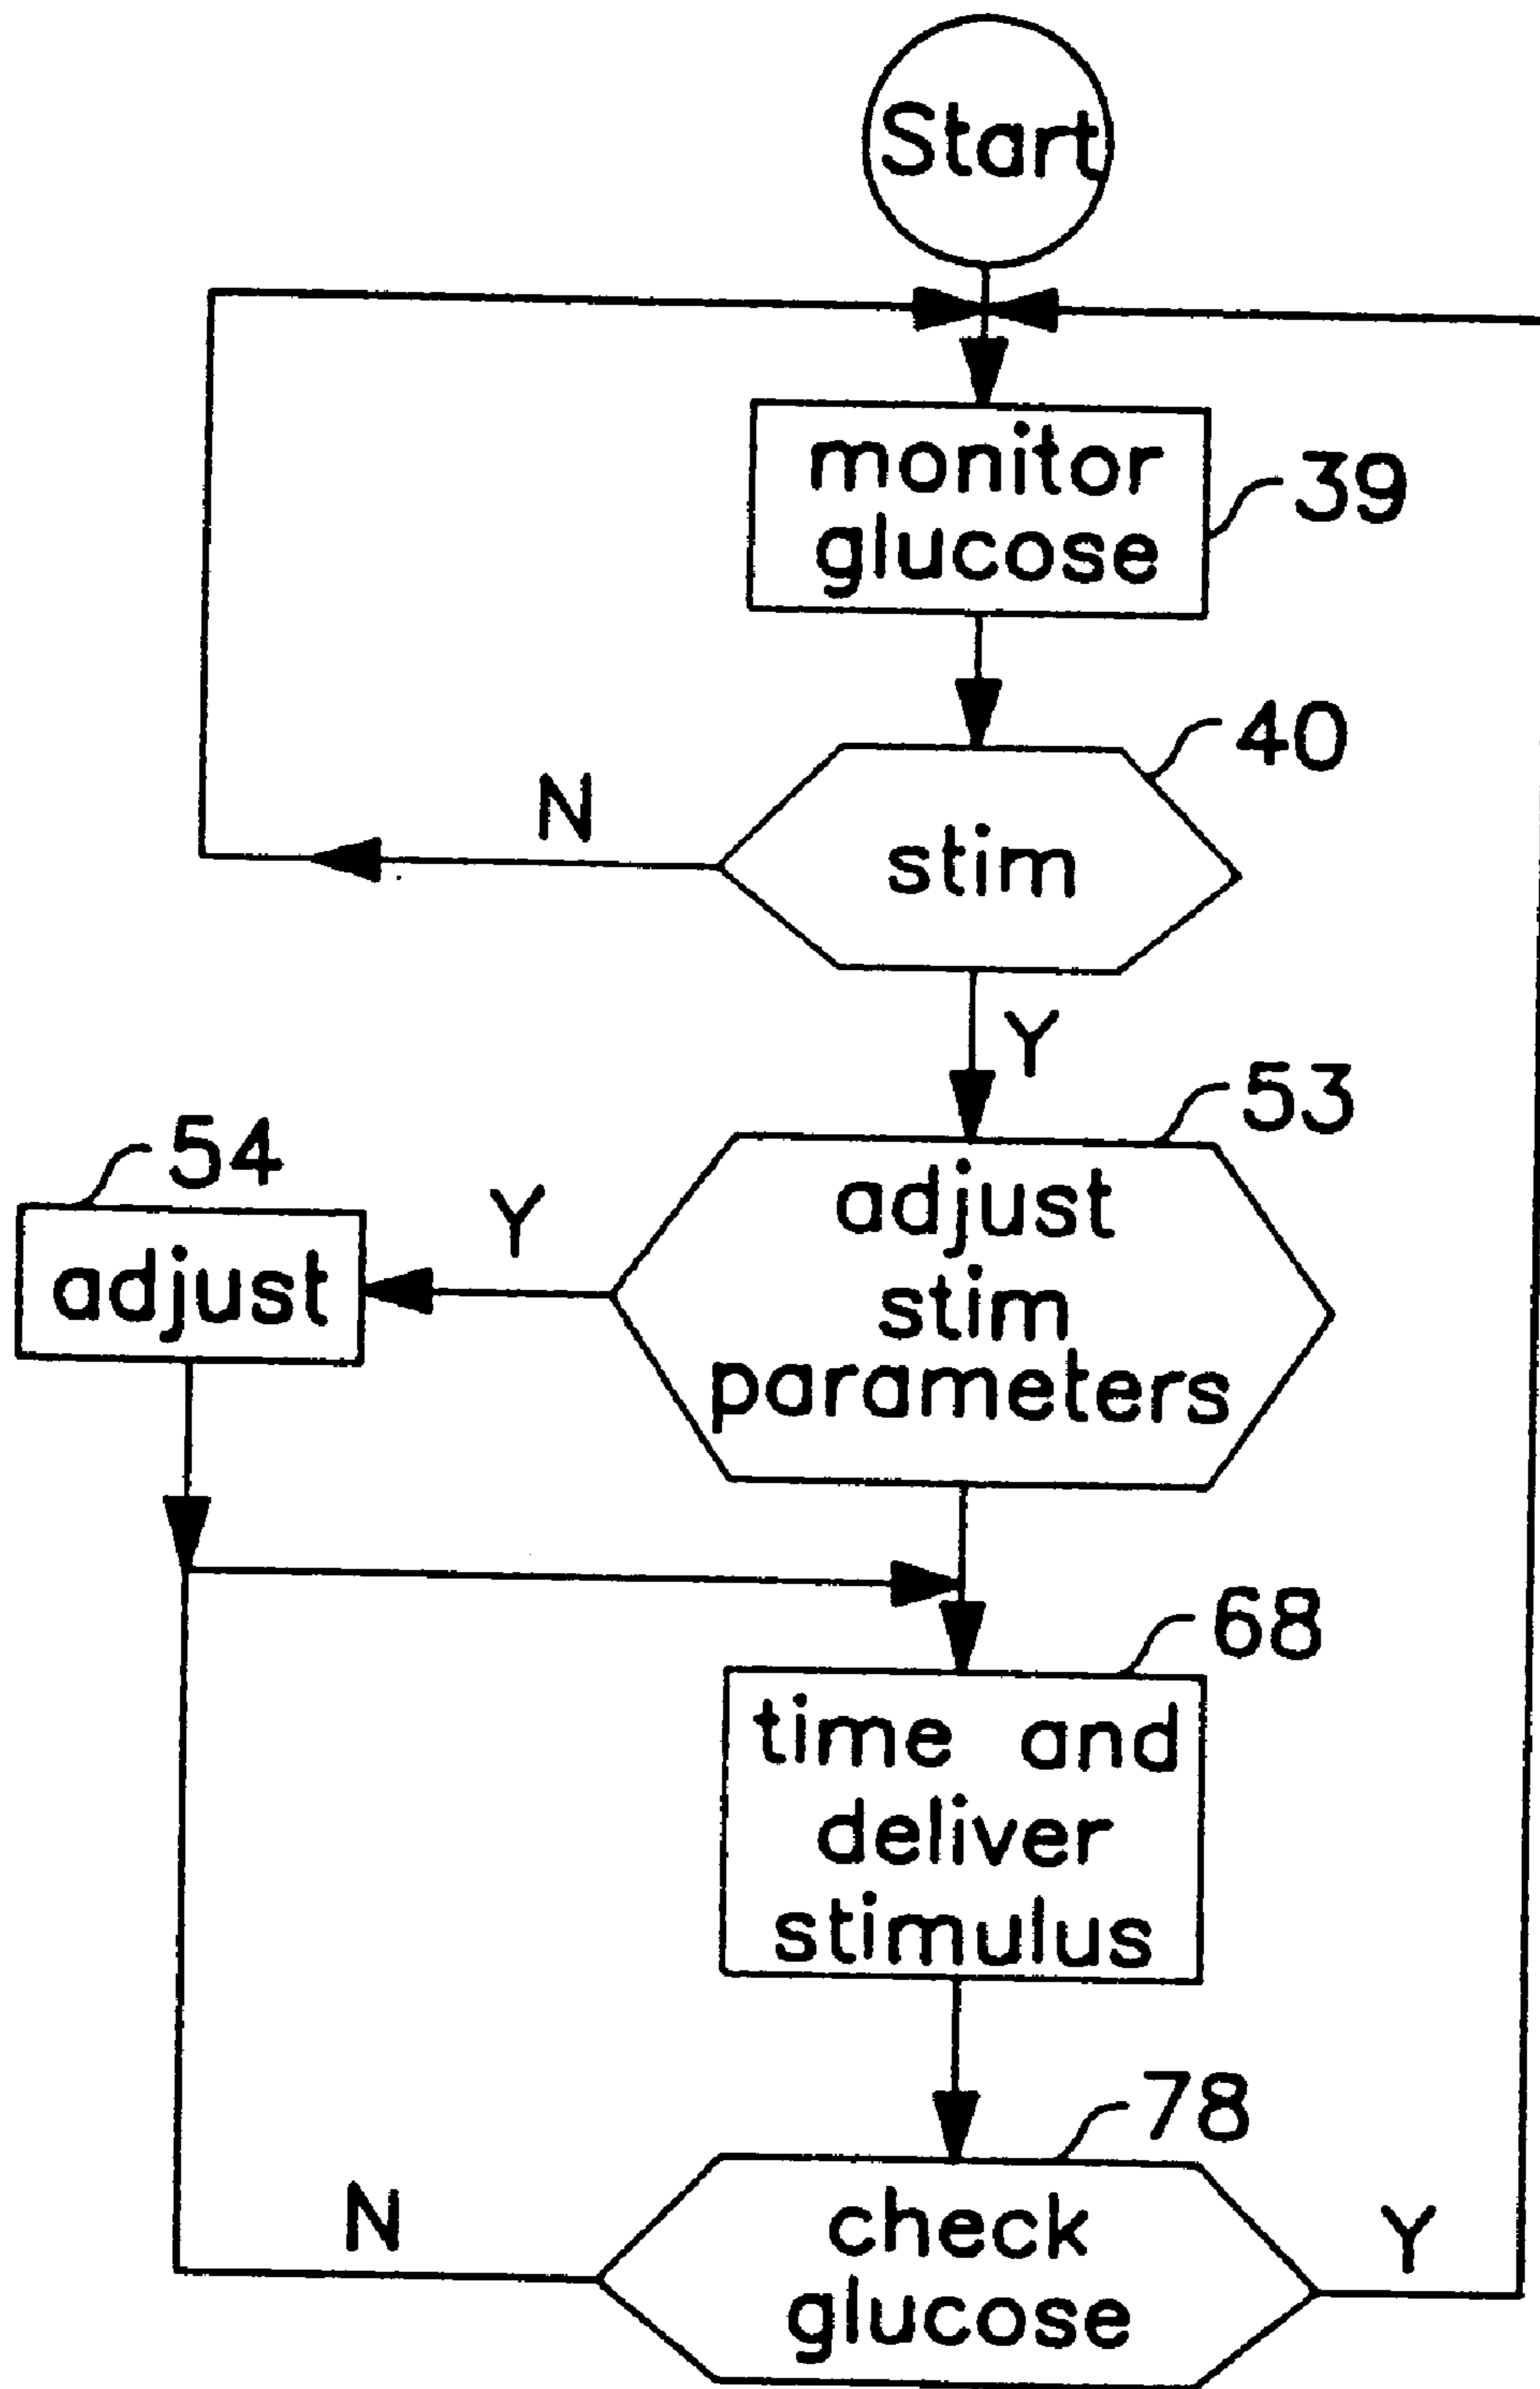 Start
monitor
glucose
39
40
N
stim
Y
53
54
Y
adjust
adjust
stim
parameters
68
time and
deliver
stimulus
78
N
check
glucose
Y